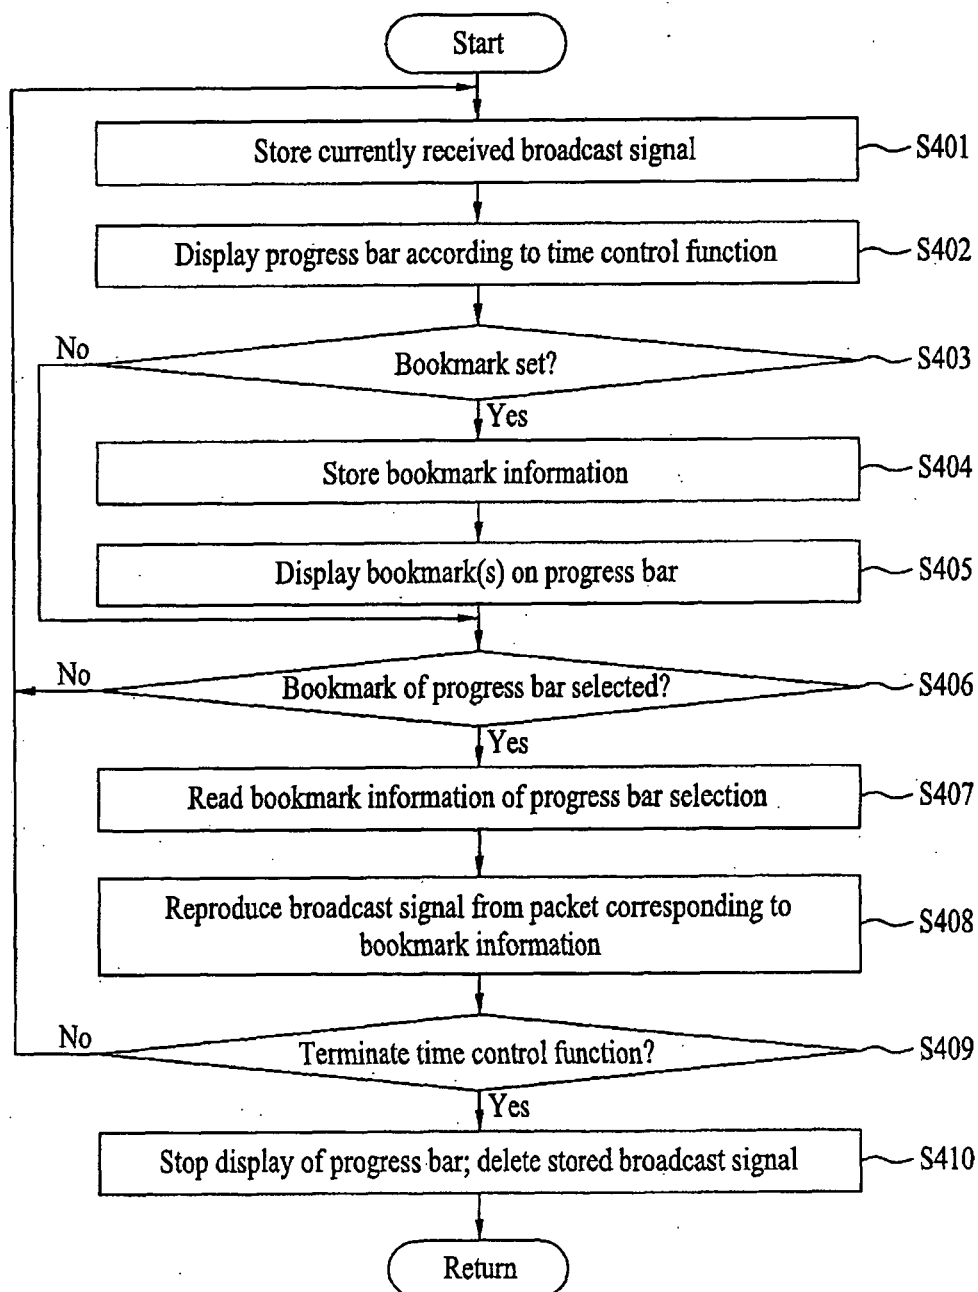 Start
Store currently received broadcast signal
S401
Display progress bar according to time control function
S402
No
Bookmark set?
S403
Yes
Store bookmark information
S404
Display bookmark(s) on progress bar
S405
No
Bookmark of progress bar selected?
S406
Yes
Read bookmark information of progress bar selection
S407
Reproduce broadcast signal from packet corresponding to
bookmark information
S408
No
Terminate time control function?
S409
Yes
Stop display of progress bar; delete stored broadcast signal
S410
Return